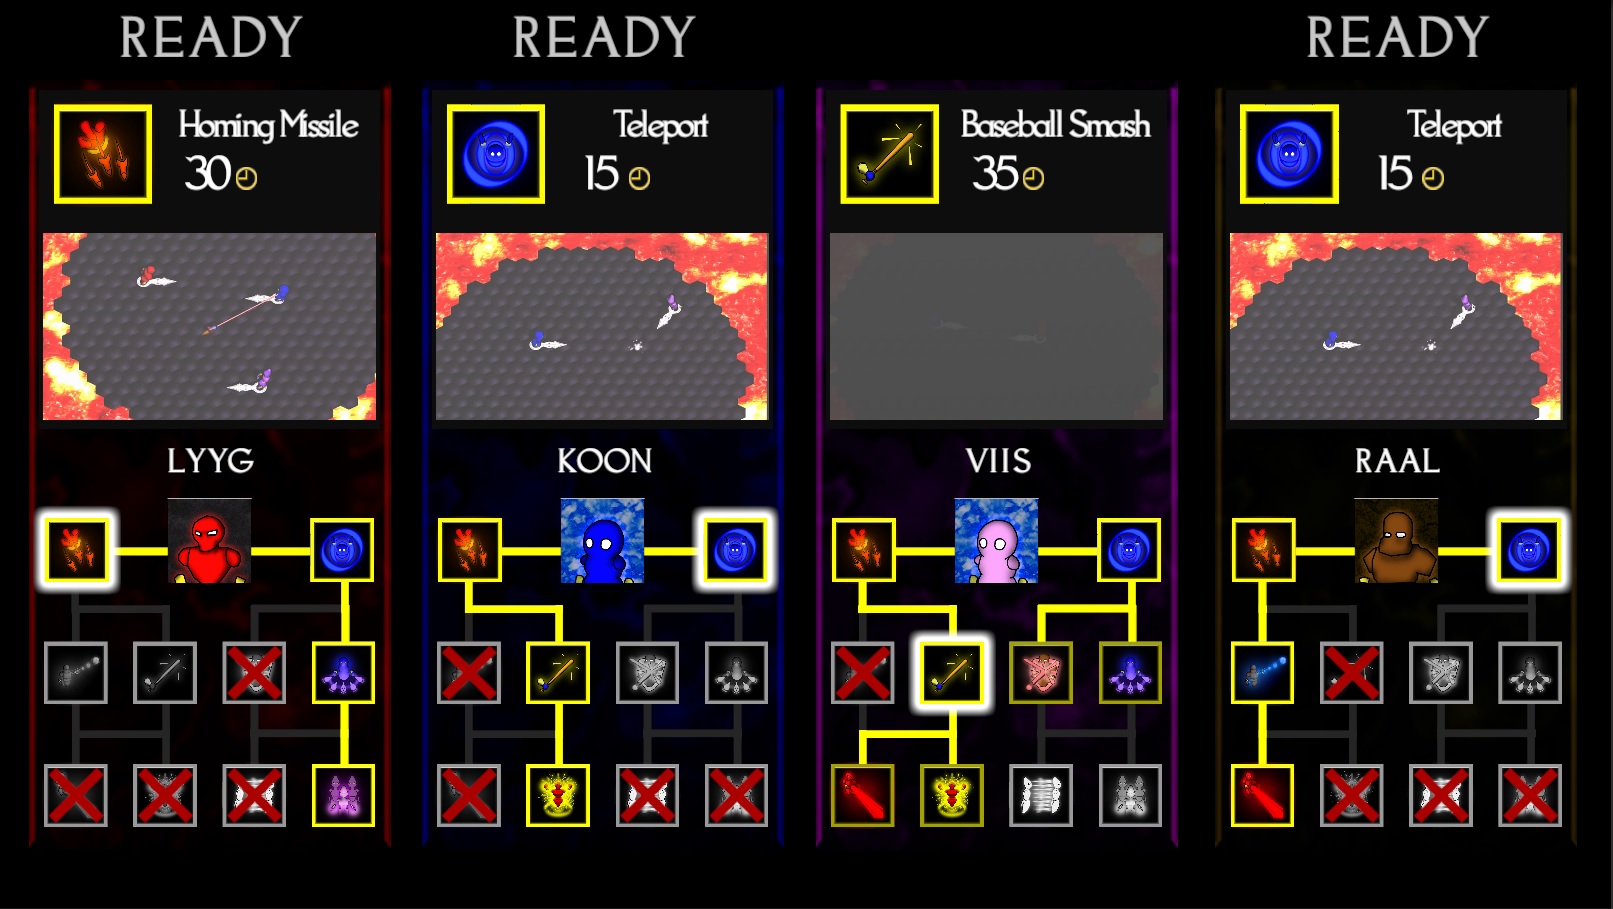 READY
READY
READY
Homing Missile
30
Teleport
15
Baseball Smash
35
Teleport
15
LYYG
KOON
VIIS
RAAL